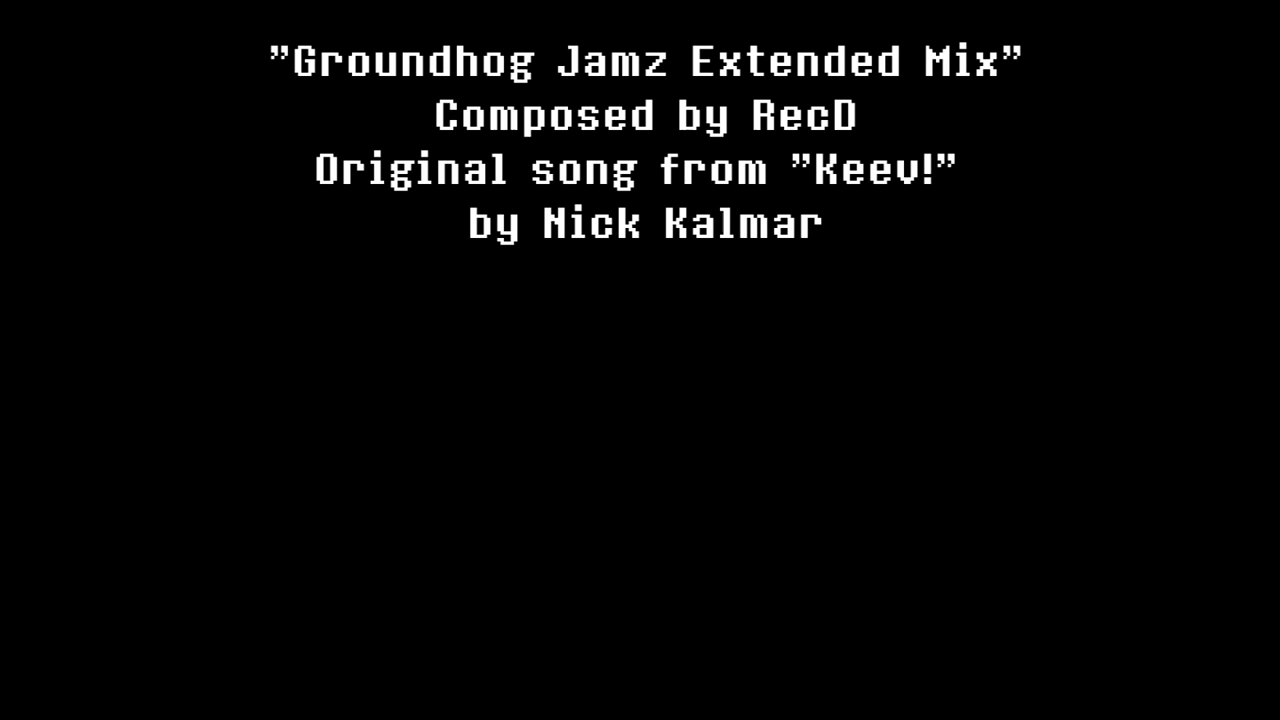 "Groundhog Jamz Extended Mix"
Composed by RecD
Original song from "Keev!"
by Nick Kalmar